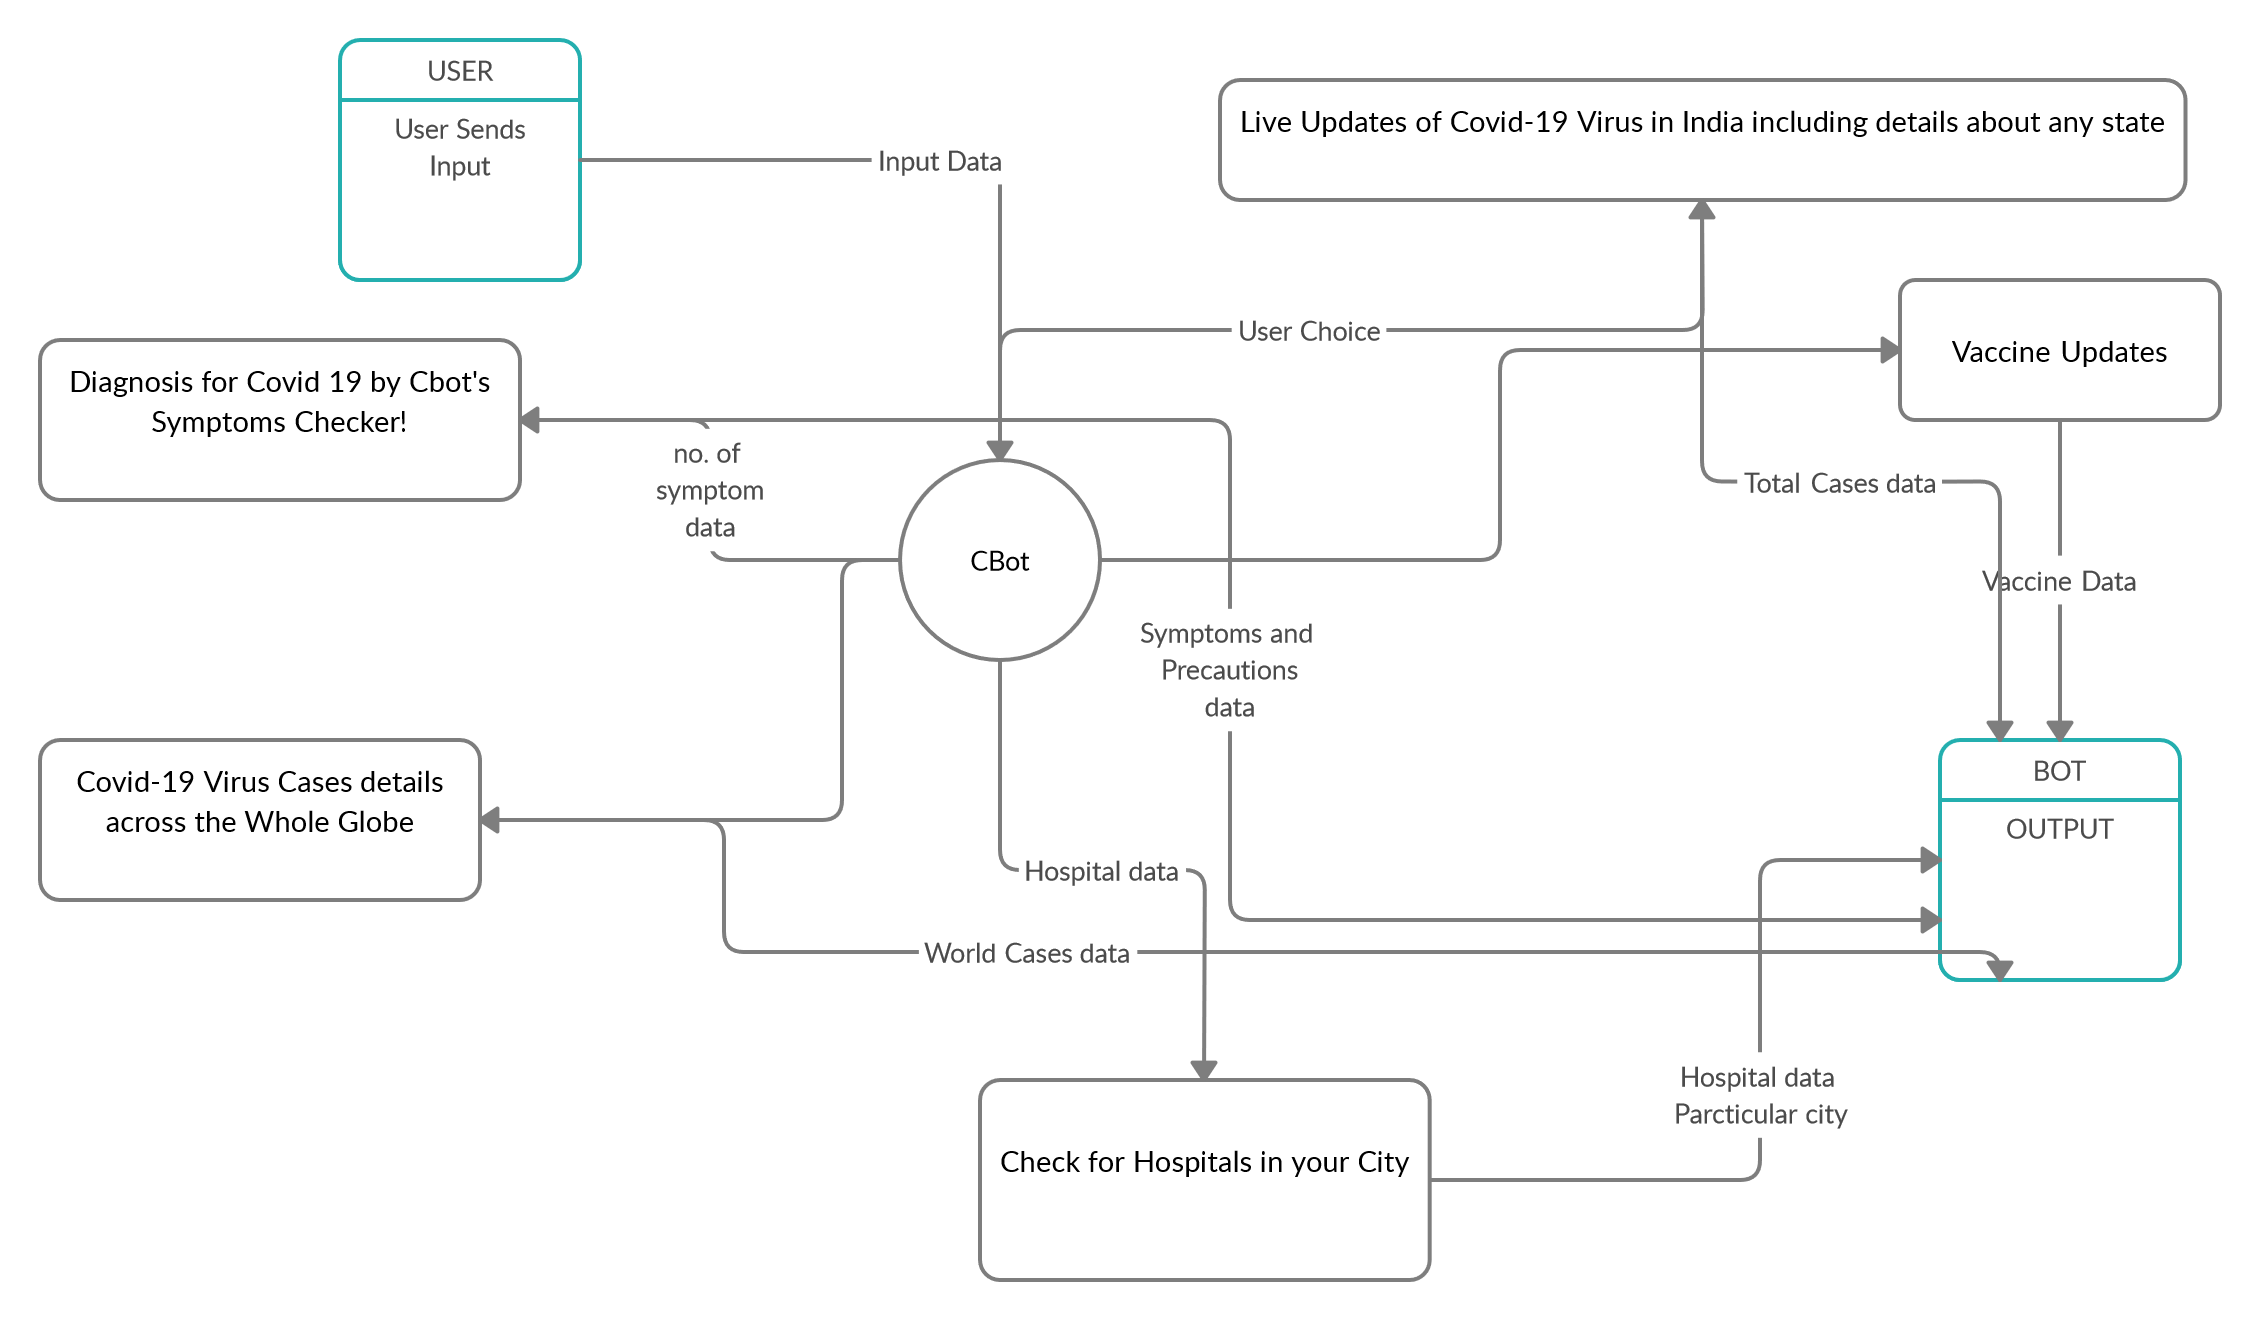 USER
User Sends
Input
Input Data
Live Updates of Covid-19 Virus in India including details about any state
User Choice
Vaccine Updates
Diagnosis for Covid 19 by Cbot's
Symptoms Checker!
no. of
symptom
data
Total Cases data
CBot
Vaccine Data
Symptoms and
Precautions
data
Covid-19 Virus Cases details
across the Whole Globe
BOT
OUTPUT
Hospital data
World Cases data
Hospital data
Parcticular city
Check for Hospitals in your City